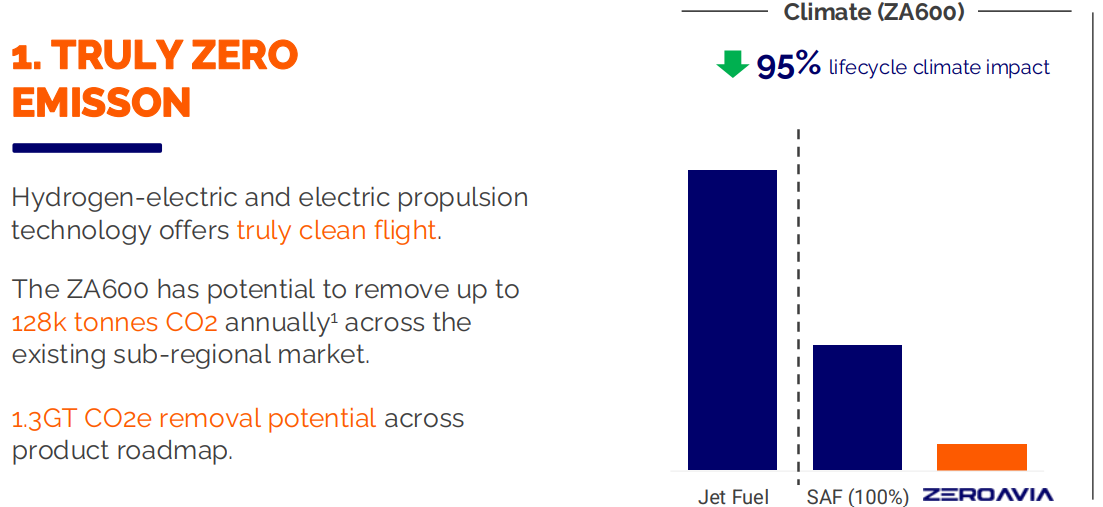 1. TRULY ZERO
EMISSON
Hydrogen-electric and electric propulsion
technology offers truly clean flight.
The ZA600 has potential to remove up to
128k tonnes CO2 annually¹ across the
existing sub-regional market.
1.3GT CO2e removal potential across
product roadmap.
Climate (ZA600)
95% lifecycle climate impact
Jet Fuel
SAF (100%)
ZEROAVIA